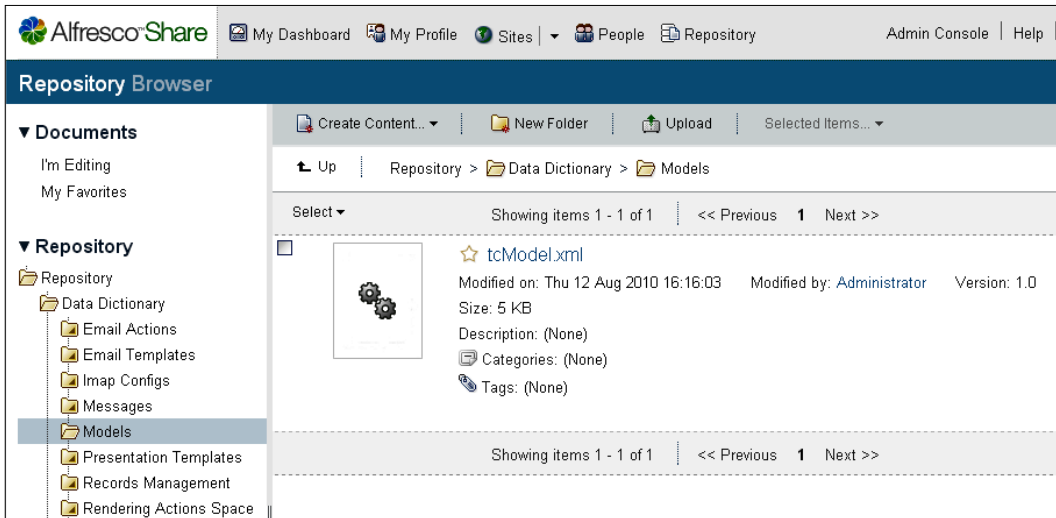 Alfresco Share My Dashboard My Profile Sites People Repository Admin Console Help
Repository Browser
Documents
I'm Editing
My Favorites
Repository
Repository
Data Dictionary
Email Actions
Email Templates
Imap Configs
Messages
Models
Presentation Templates
Records Management
Rendering Actions Space
Create Content... New Folder Upload Selected Items...
Up Repository > Data Dictionary > Models
Select Showing items 1 - 1 of 1 << Previous 1 Next >>
tcModel.xml
Modified on: Thu 12 Aug 2010 16:16:03 Modified by: Administrator Version: 1.0
Size: 5 KB
Description: (None)
Categories: (None)
Tags: (None)
Showing items 1 - 1 of 1 << Previous 1 Next >>